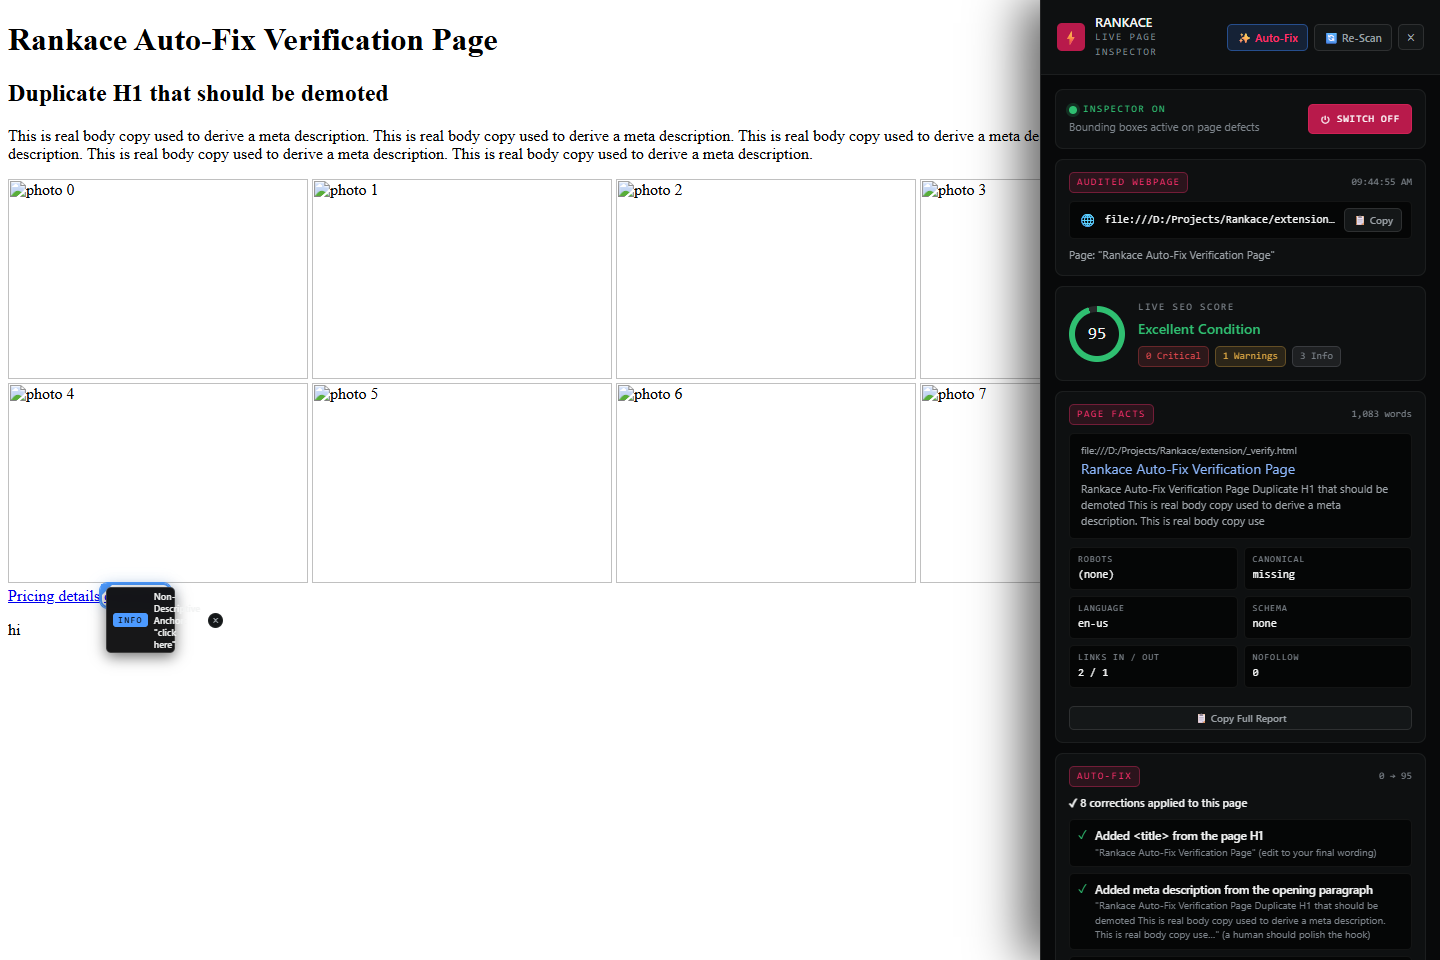 Rankace Auto-Fix Verification Page
Duplicate H1 that should be demoted
This is real body copy used to derive a meta description. This is real body copy used to derive a meta description. This is real body copy used to derive a meta de
description. This is real body copy used to derive a meta description. This is real body copy used to derive a meta description.
photo 0
photo 1
photo 2
photo 3
photo 4
photo 5
photo 6
photo 7
Pricing details
INFO
Non-
Anchor
"click
here"
✕
hi
RANKACE
LIVE PAGE
INSPECTOR
✨ Auto-Fix
Re-Scan
✕
INSPECTOR ON
Bounding boxes active on page defects
SWITCH OFF
AUDITED WEBPAGE
09:44:55 AM
file:///D:/Projects/Rankace/extension…
Copy
Page: "Rankace Auto-Fix Verification Page"
95
LIVE SEO SCORE
Excellent Condition
0 Critical
1 Warnings
3 Info
PAGE FACTS
1,083 words
file:///D:/Projects/Rankace/extension/_verify.html
Rankace Auto-Fix Verification Page
Rankace Auto-Fix Verification Page Duplicate H1 that should be
demoted This is real body copy used to derive a meta
description. This is real body copy use
ROBOTS
(none)
CANONICAL
missing
LANGUAGE
en-us
SCHEMA
none
LINKS IN / OUT
2 / 1
NOFOLLOW
0
Copy Full Report
AUTO-FIX
0 → 95
✓ 8 corrections applied to this page
✓ Added <title> from the page H1
"Rankace Auto-Fix Verification Page" (edit to your final wording)
✓ Added meta description from the opening paragraph
"Rankace Auto-Fix Verification Page Duplicate H1 that should be
demoted This is real body copy used to derive a meta description.
This is real body copy use…" (a human should polish the hook)